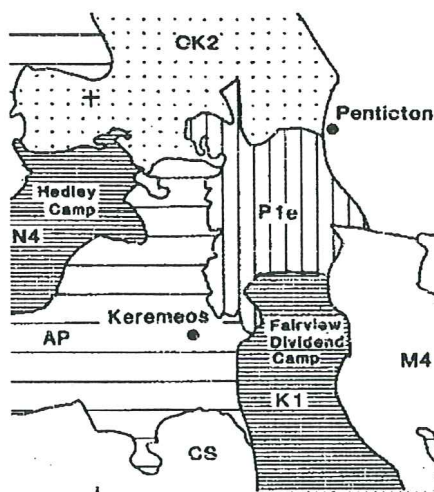 CK2
Penticton
Hedley
Camp
P1e
N4
Keremeos
Fairview
Dividend
Camp
AP
M4
K1
CS